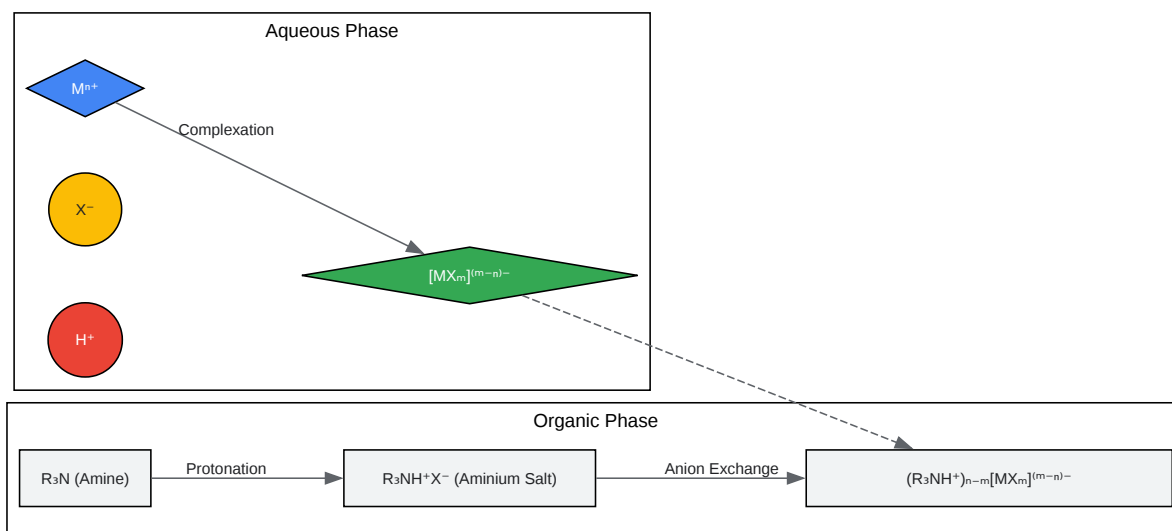 Aqueous Phase
Mⁿ⁺
Complexation
X⁻
[MXₘ]⁽ᵐ⁻ⁿ⁾⁻
H⁺
Organic Phase
R₃N (Amine)
Protonation
R₃NH⁺X⁻ (Aminium Salt)
Anion Exchange
(R₃NH⁺)ₙ₋ₘ[MXₘ]⁽ᵐ⁻ⁿ⁾⁻